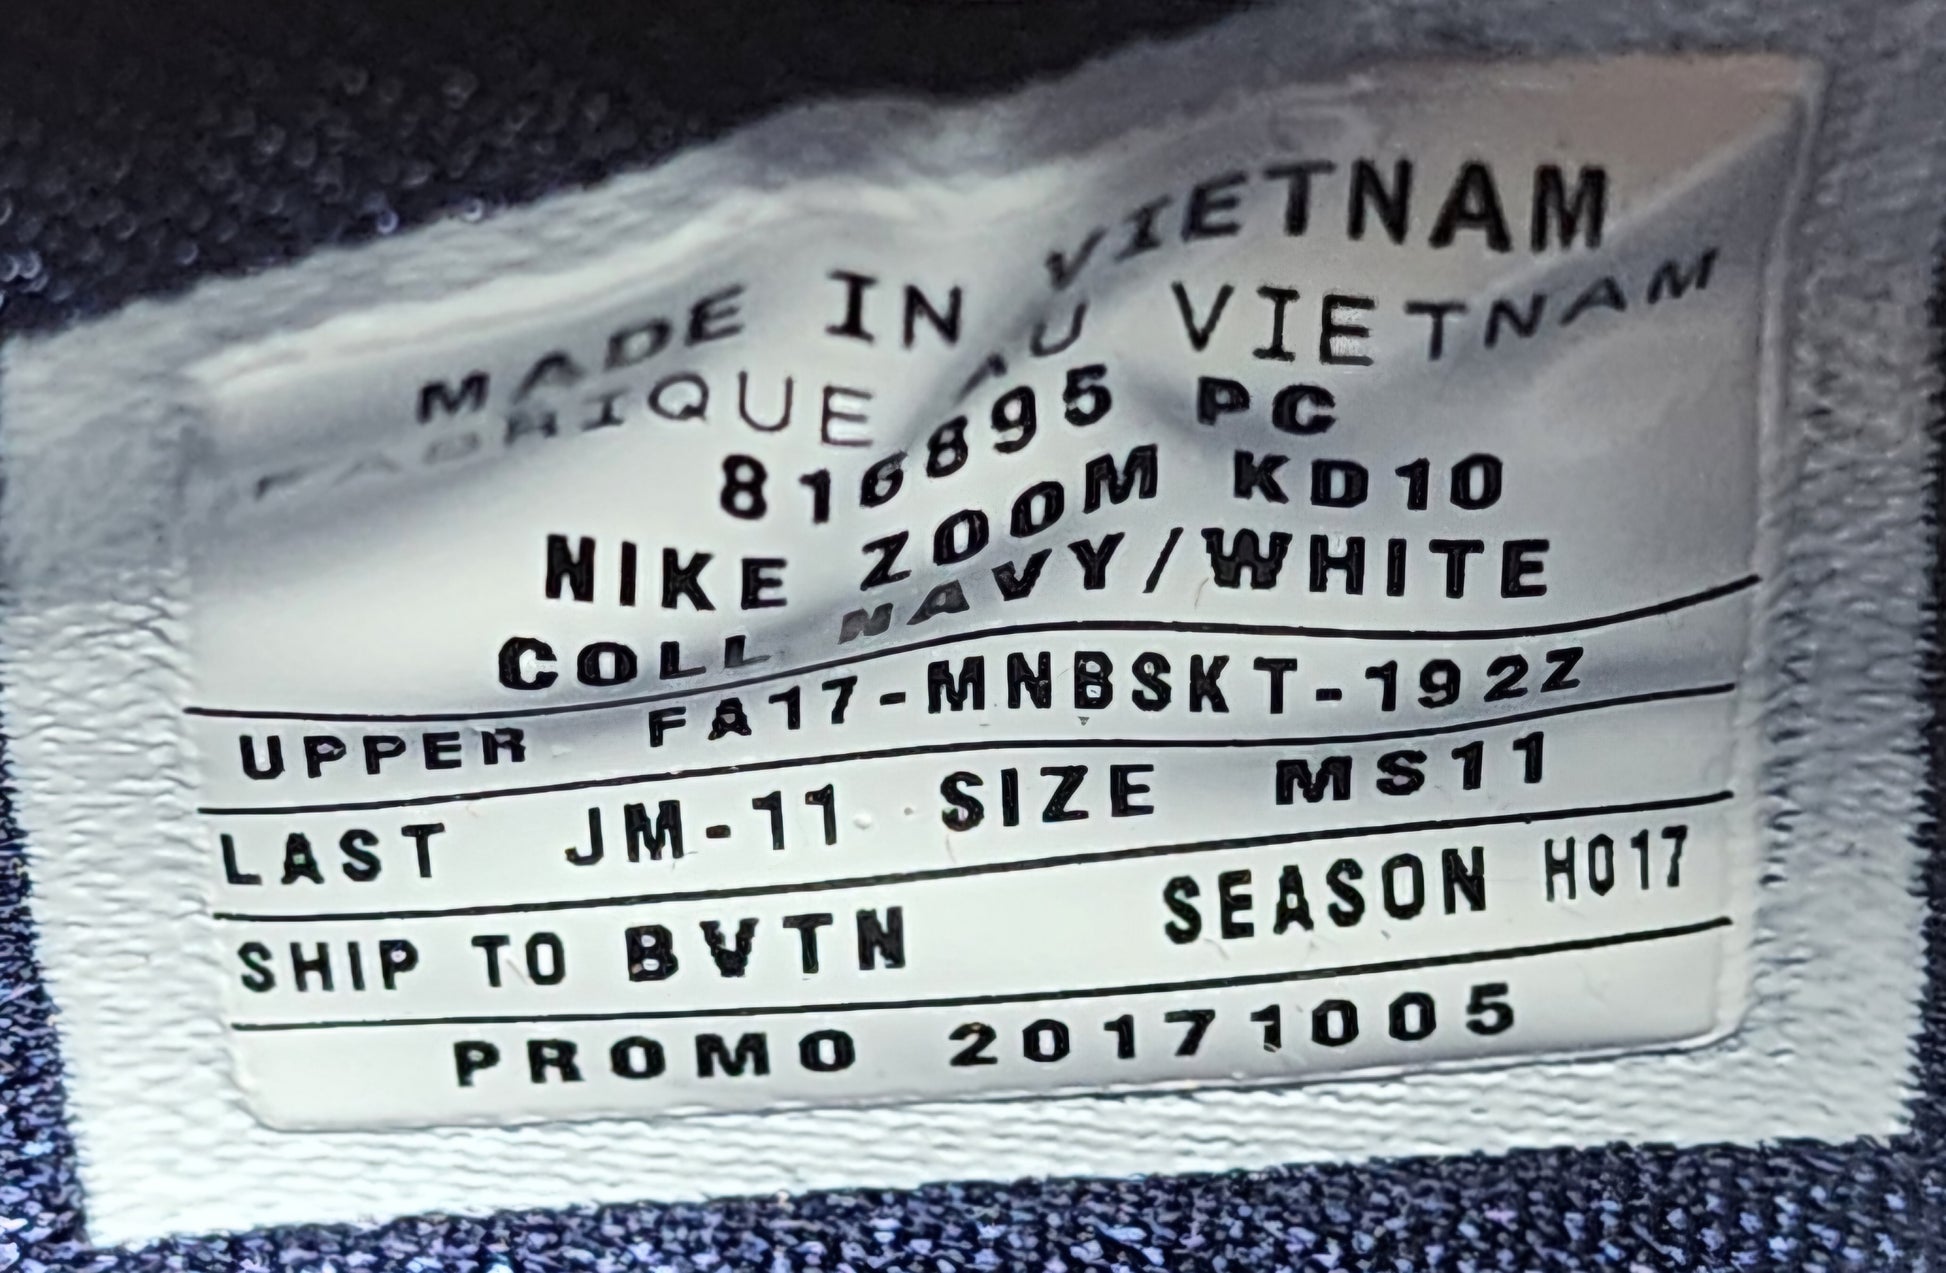 MADE IN VIETNAM
FABRIQUE AU VIETNAM
816895 PC
NIKE ZOOM KD10
COLL NAVY/WHITE
UPPER FA17-MNBSKT-192Z
LAST JM-11 SIZE MS11
SHIP TO BVTN SEASON HO17
PROMO 20171005